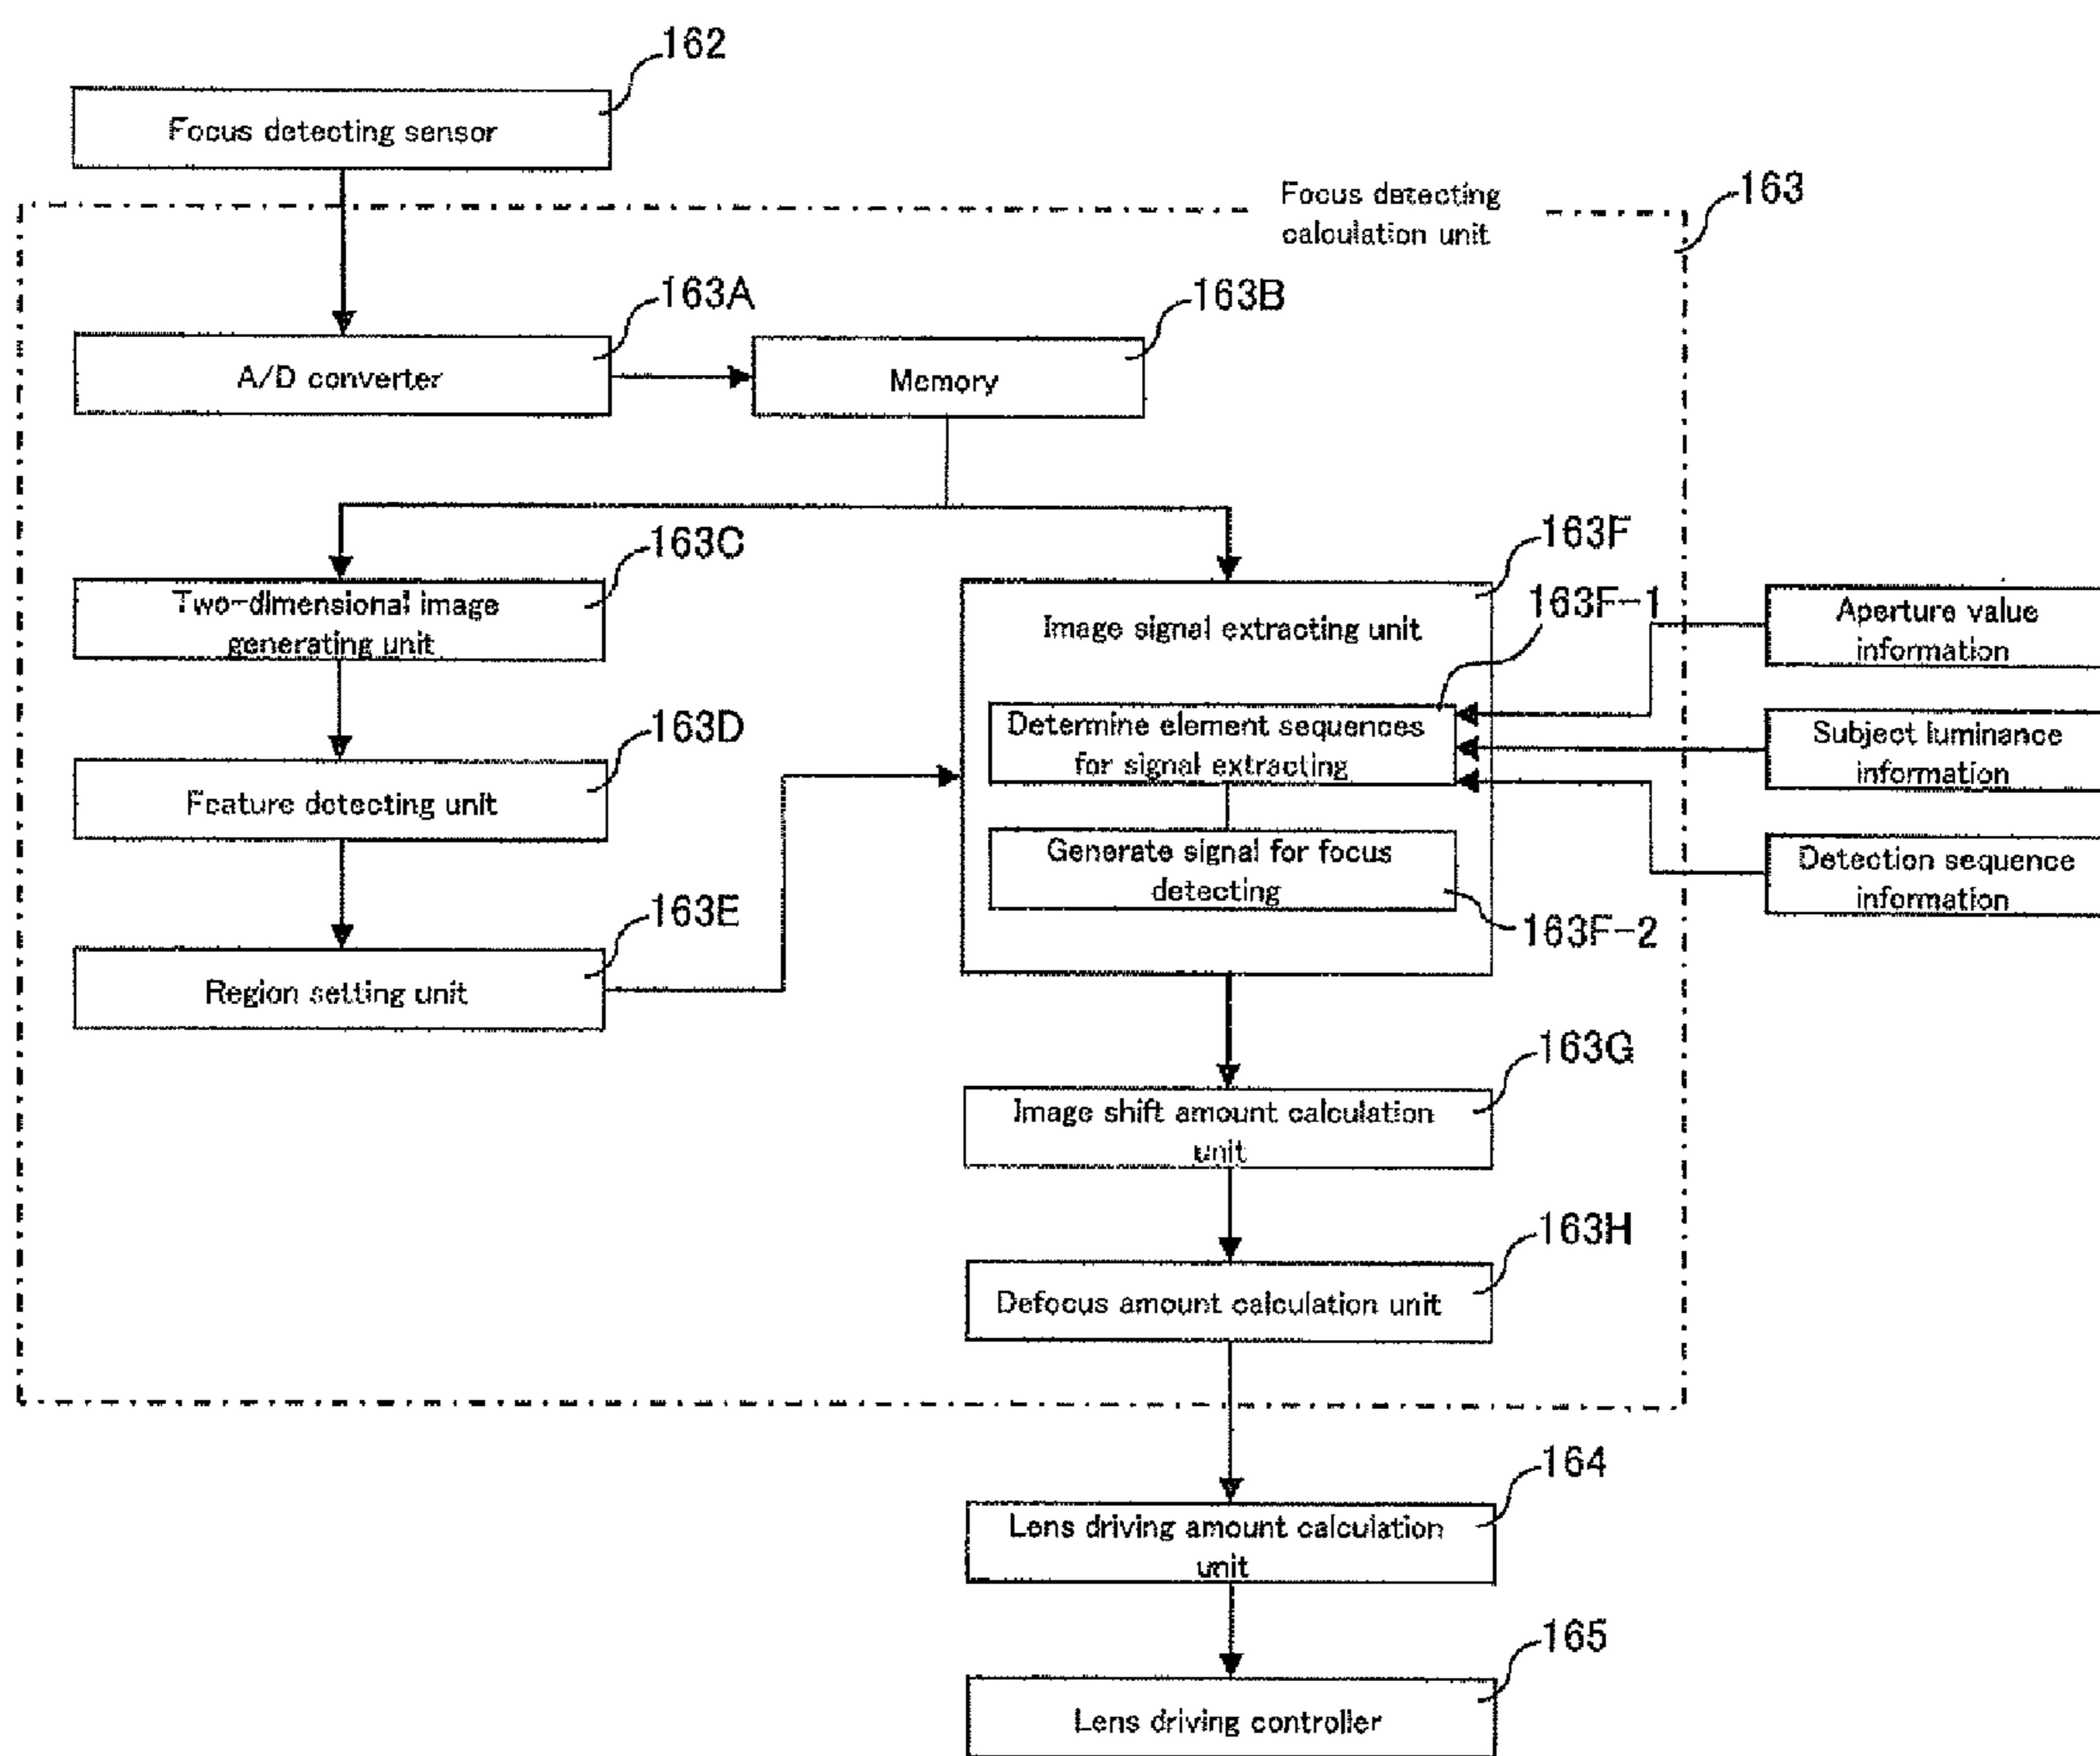 162
Focus detecting sensor
Focus detecting
calculation unit
163
163A
A/D converter
163B
Memory
163C
Two-dimensional image
generating unit
163D
Feature detecting unit
163E
Region setting unit
163F
Image signal extracting unit
163F-1
Determine element sequences
for signal extracting
Generate signal for focus
detecting
163F-2
Aperture value
information
Subject luminance
information
Detection sequence
information
163G
Image shift amount calculation
unit
163H
Defocus amount calculation unit
164
Lens driving amount calculation
unit
165
Lens driving controller